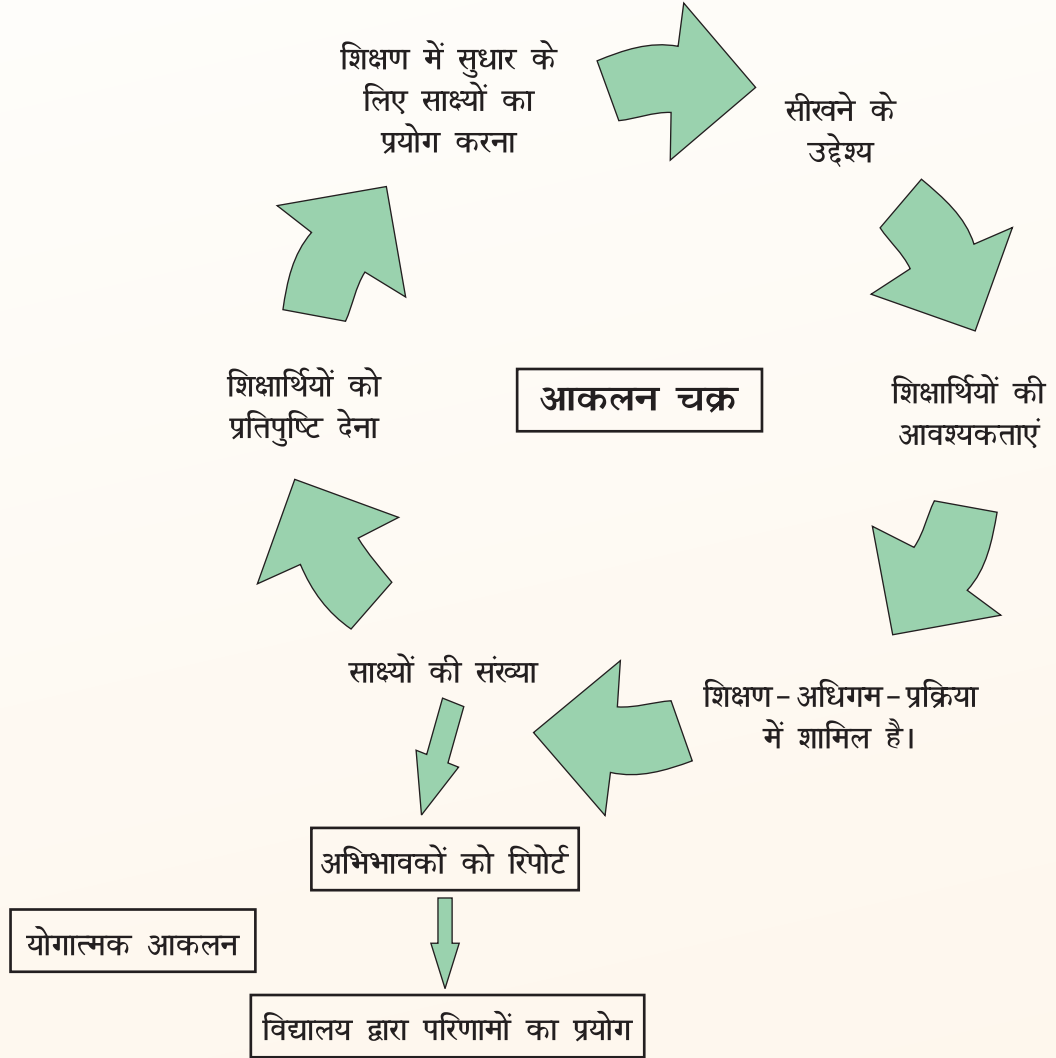 शिक्षण में सुधार के
लिए साक्ष्यों का
प्रयोग करना
सीखने के
उद्देश्य
शिक्षार्थियों की
आवश्यकताएं
शिक्षण-अधिगम-प्रक्रिया
में शामिल है।
साक्ष्यों की संख्या
शिक्षार्थियों को
प्रतिपुष्टि देना
आकलन चक्र
अभिभावकों को रिपोर्ट
योगात्मक आकलन
विद्यालय द्वारा परिणामों का प्रयोग